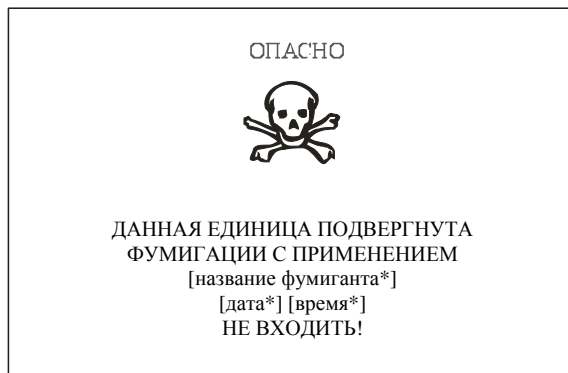 ОПАСНО
ДАННАЯ ЕДИНИЦА ПОДВЕРГНУТА
ФУМИГАЦИИ С ПРИМЕНЕНИЕМ
[название фумиганта*]
[дата*] [время*]
НЕ ВХОДИТЬ!